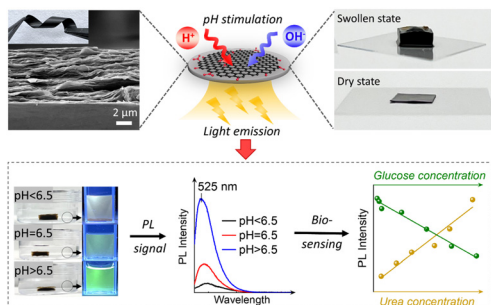 pH stimulation
H⁺
OH⁻
Light emission
2 μm
Swollen state
Dry state
pH<6.5
pH=6.5
pH>6.5
PL
signal
525 nm
PL Intensity
Wavelength
pH<6.5
pH=6.5
pH>6.5
Bio-
sensing
Glucose concentration
PL Intensity
Urea concentration